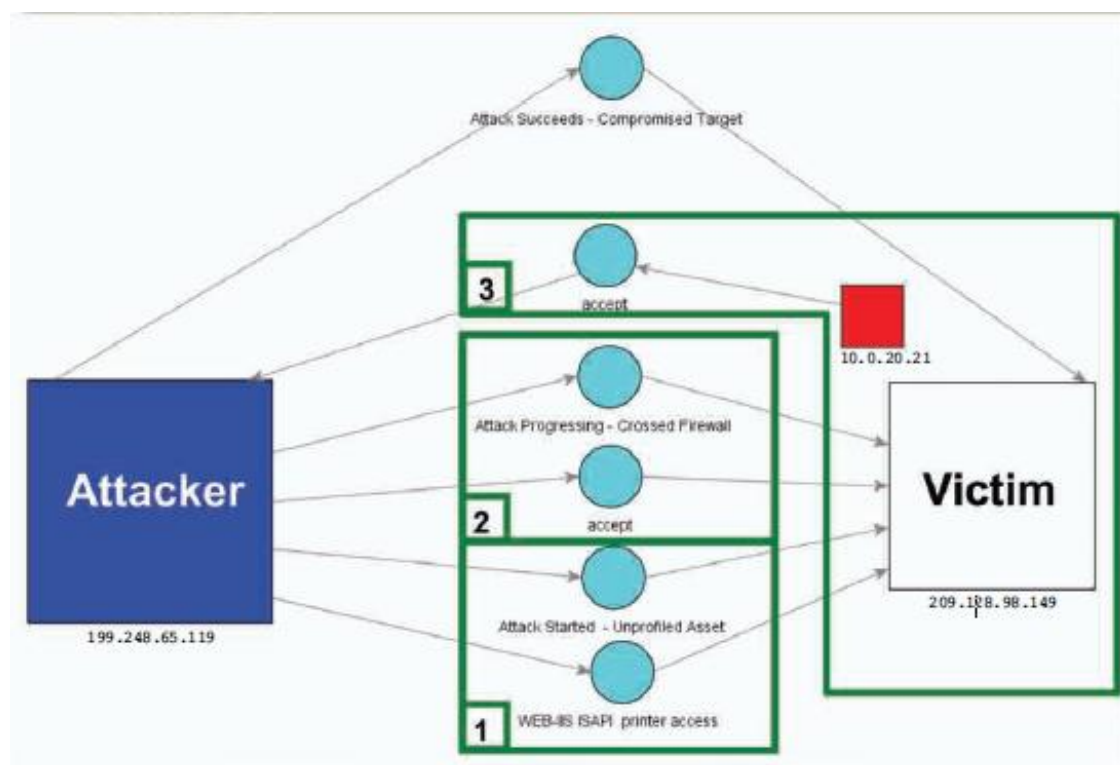 Attack Succeeds - Compromised Target
3
accept
10.0.20.21
Attack Progressing - Crossed Firewall
Attacker
Victim
2
accept
209.128.98.149
Attack Started - Unprofiled Asset
199.248.65.119
1
WEB-IIS ISAPI printer access